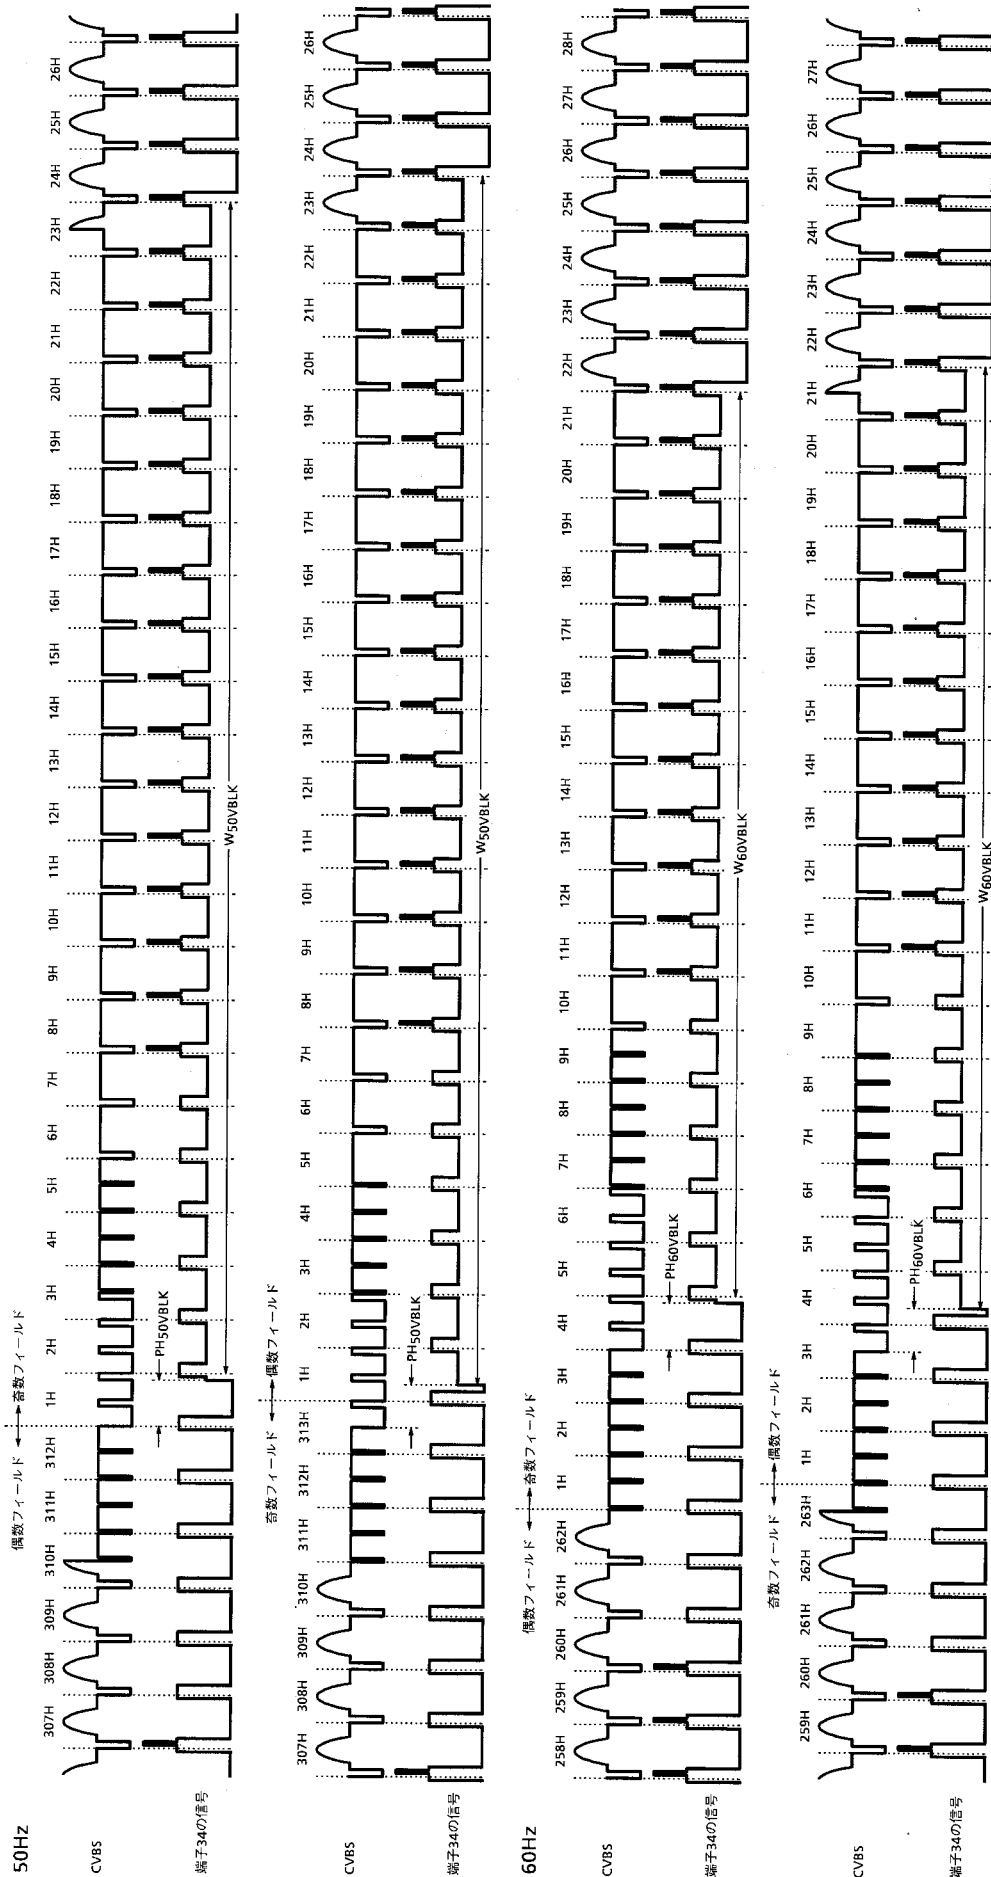 50Hz
偶数フィールド ←→ 奇数フィールド
307H 308H 309H 310H 311H 312H 1H 2H 3H 4H 5H 6H 7H 8H 9H 10H 11H 12H 13H 14H 15H 16H 17H 18H 19H 20H 21H 22H 23H 24H 25H 26H
CVBS
PH50VBLK
端子34の信号
W50VBLK
奇数フィールド ←→ 偶数フィールド
307H 308H 309H 310H 311H 312H 313H 1H 2H 3H 4H 5H 6H 7H 8H 9H 10H 11H 12H 13H 14H 15H 16H 17H 18H 19H 20H 21H 22H 23H 24H 25H 26H
CVBS
PH50VBLK
端子34の信号
W50VBLK
60Hz
偶数フィールド ←→ 奇数フィールド
258H 259H 260H 261H 262H 1H 2H 3H 4H 5H 6H 7H 8H 9H 10H 11H 12H 13H 14H 15H 16H 17H 18H 19H 20H 21H 22H 23H 24H 25H 26H 27H 28H
CVBS
PH60VBLK
端子34の信号
W60VBLK
奇数フィールド ←→ 偶数フィールド
259H 260H 261H 262H 263H 1H 2H 3H 4H 5H 6H 7H 8H 9H 10H 11H 12H 13H 14H 15H 16H 17H 18H 19H 20H 21H 22H 23H 24H 25H 26H 27H
CVBS
PH60VBLK
端子34の信号
W60VBLK